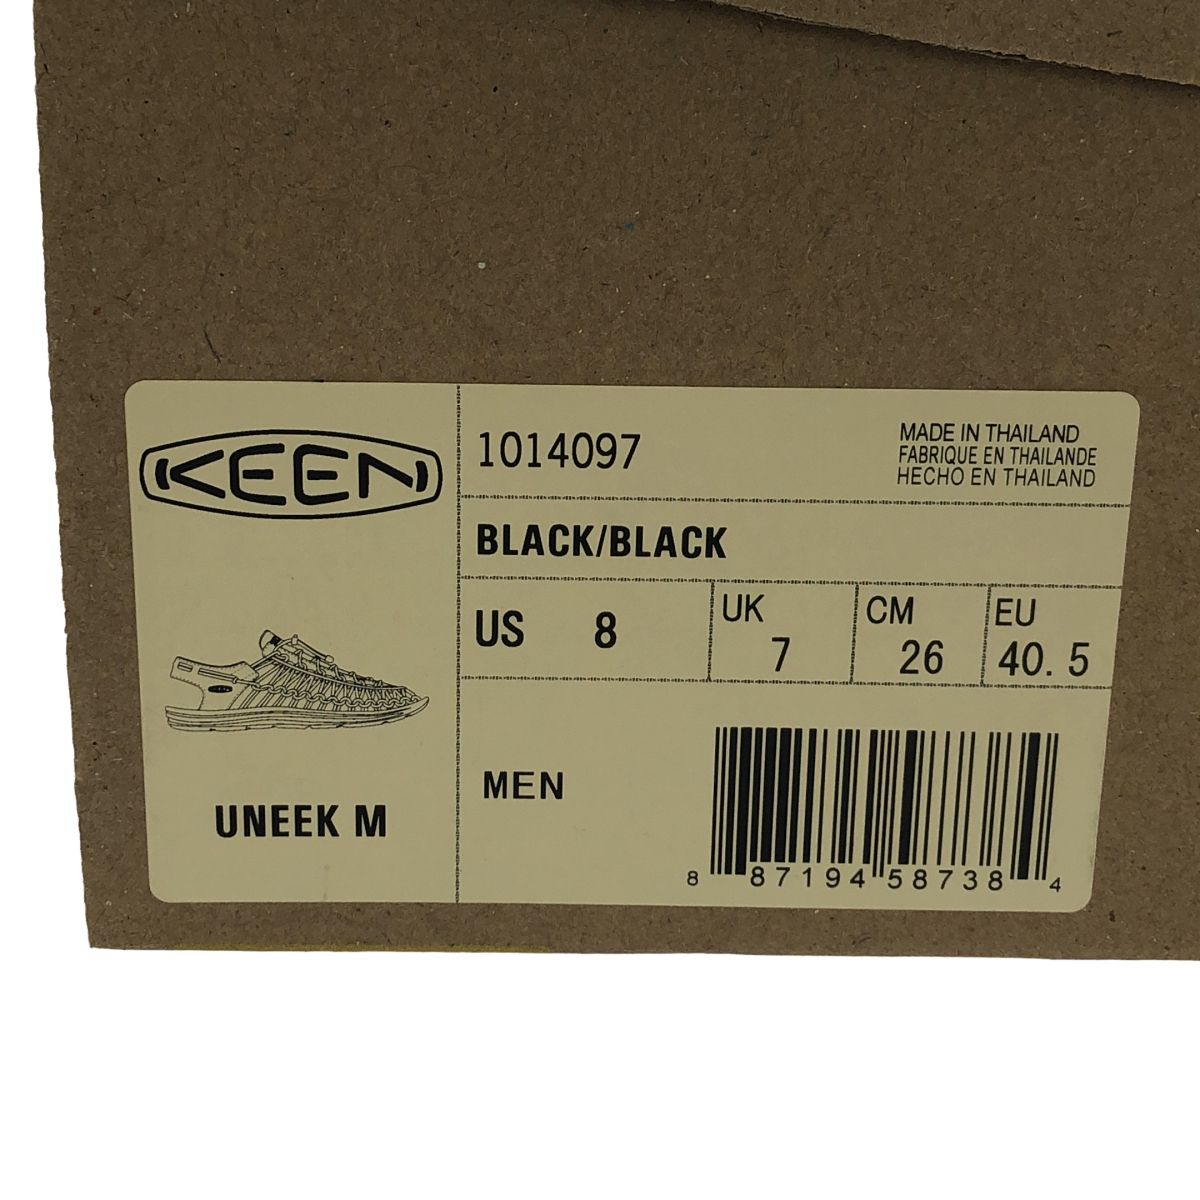 KEEN
1014097
MADE IN THAILAND
FABRIQUE EN THAILANDE
HECHO EN THAILAND
BLACK/BLACK
US 8
UK 7
CM 26
EU 40.5
UNEEK M
MEN
8 87194 58738 4